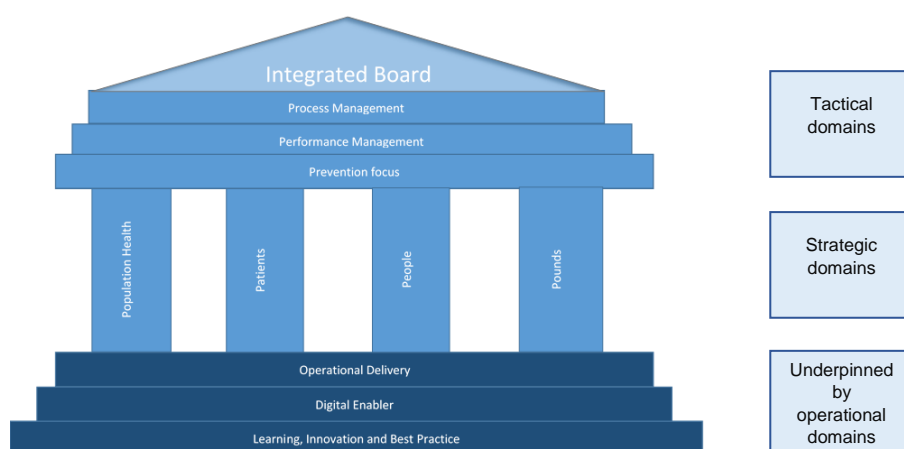 Integrated Board
Process Management
Performance Management
Prevention focus
Population Health
Patients
People
Pounds
Operational Delivery
Digital Enabler
Learning, Innovation and Best Practice
Tactical
domains
Strategic
domains
Underpinned
by
operational
domains